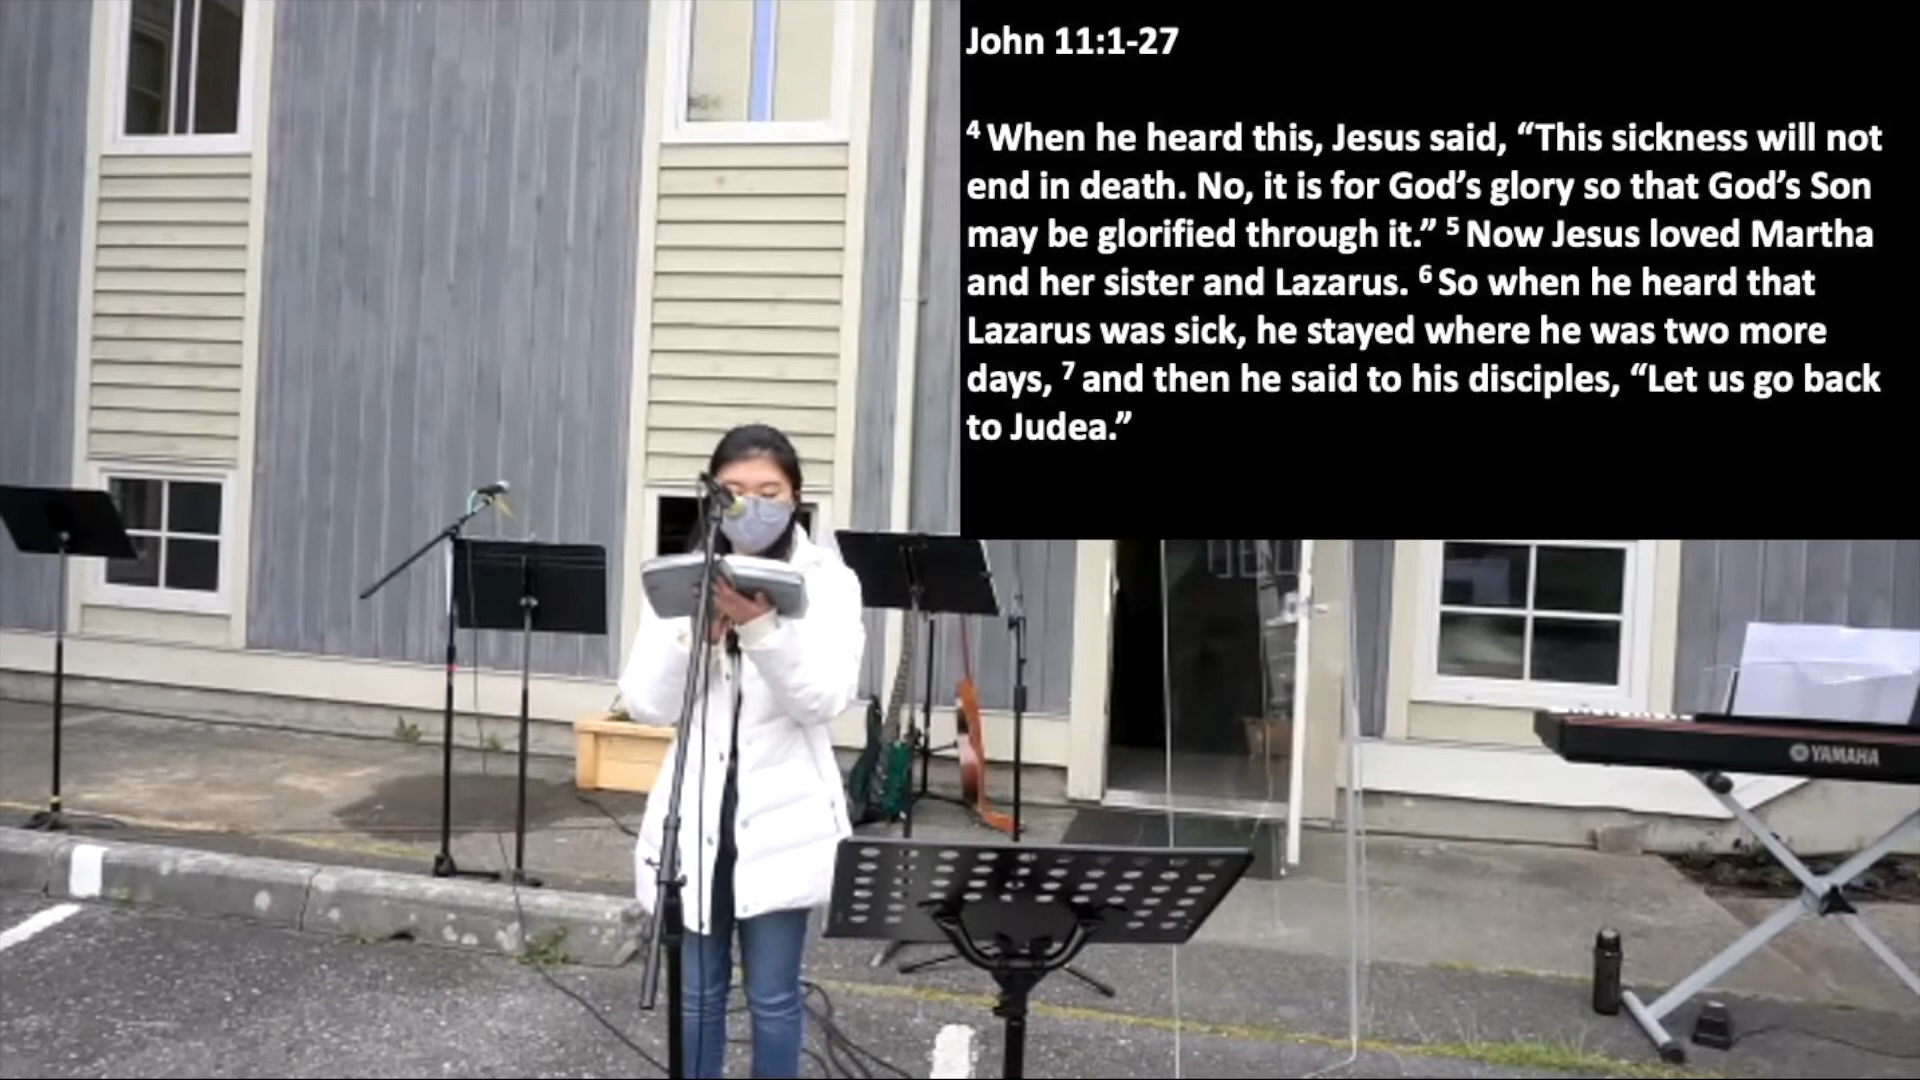 John 11:1-27
4 When he heard this, Jesus said, “This sickness will not
end in death. No, it is for God’s glory so that God’s Son
may be glorified through it.” 5 Now Jesus loved Martha
and her sister and Lazarus. 6 So when he heard that
Lazarus was sick, he stayed where he was two more
days, 7 and then he said to his disciples, “Let us go back
to Judea.”
YAMAHA